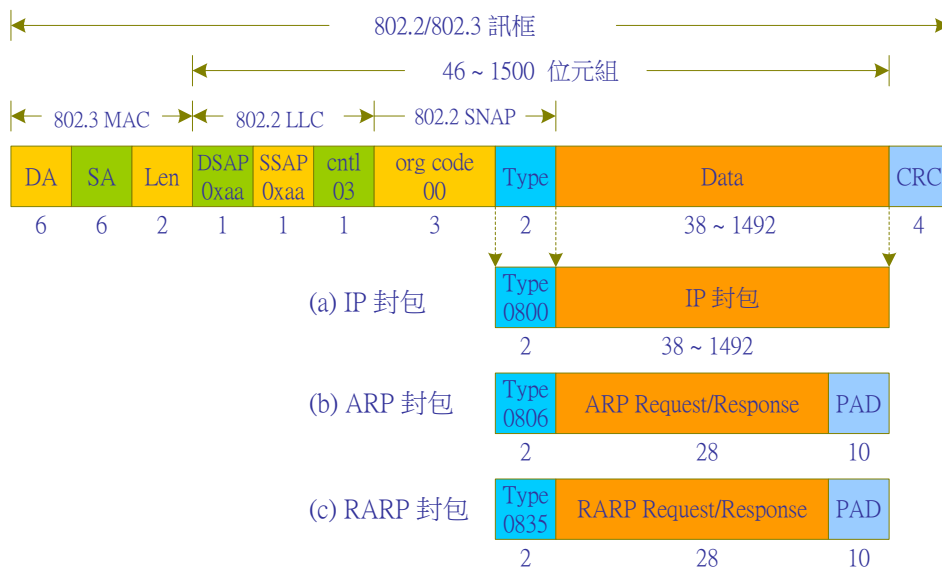 802.2/802.3 訊框
46 ~ 1500 位元組
802.3 MAC 802.2 LLC 802.2 SNAP
DA SA Len DSAP 0xaa SSAP 0xaa cntl 03 org code 00 Type Data CRC
6 6 2 1 1 1 3 2 38 ~ 1492 4
(a) IP 封包 Type 0800 IP 封包
2 38 ~ 1492
(b) ARP 封包 Type 0806 ARP Request/Response PAD
2 28 10
(c) RARP 封包 Type 0835 RARP Request/Response PAD
2 28 10